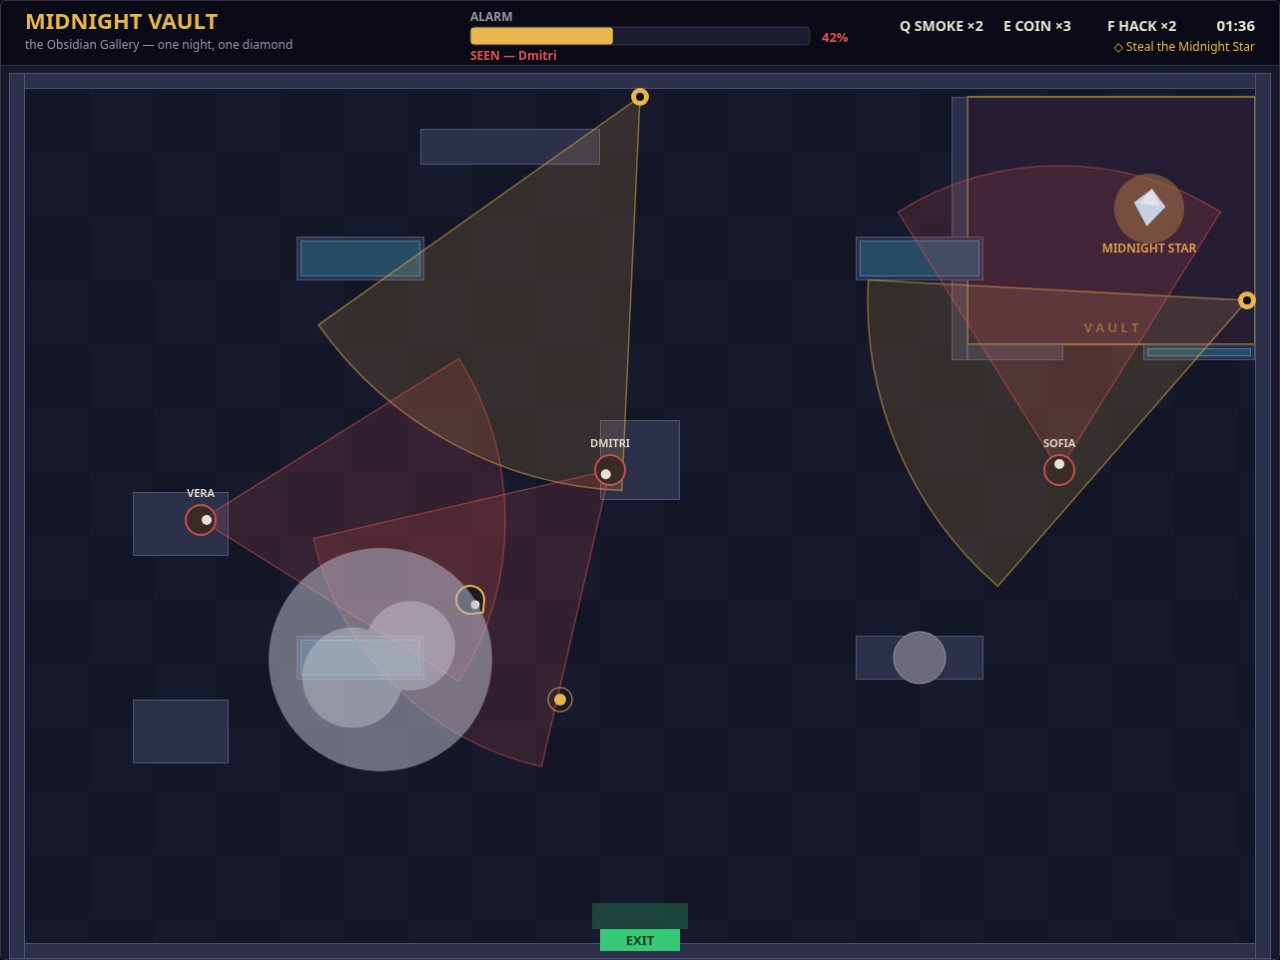 MIDNIGHT VAULT
the Obsidian Gallery — one night, one diamond
ALARM
42%
SEEN — Dmitri
Q SMOKE ×2 E COIN ×3 F HACK ×2 01:36
◇ Steal the Midnight Star
MIDNIGHT STAR
VAULT
DMITRI
SOFIA
VERA
EXIT